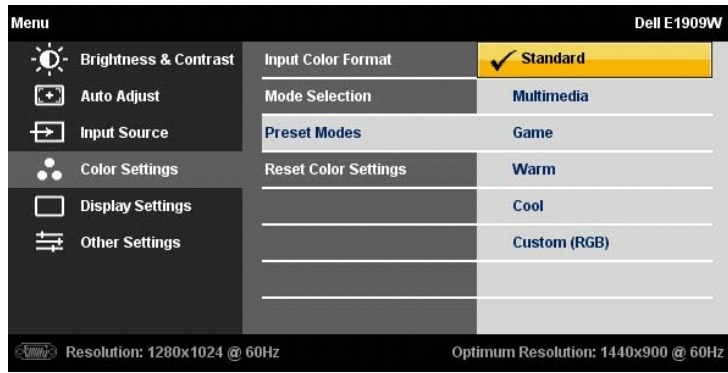 Menu Dell E1909W
Brightness & Contrast Input Color Format Standard
Auto Adjust Mode Selection Multimedia
Input Source Preset Modes Game
Color Settings Reset Color Settings Warm
Display Settings Cool
Other Settings Custom (RGB)
Resolution: 1280x1024 @ 60Hz Optimum Resolution: 1440x900 @ 60Hz